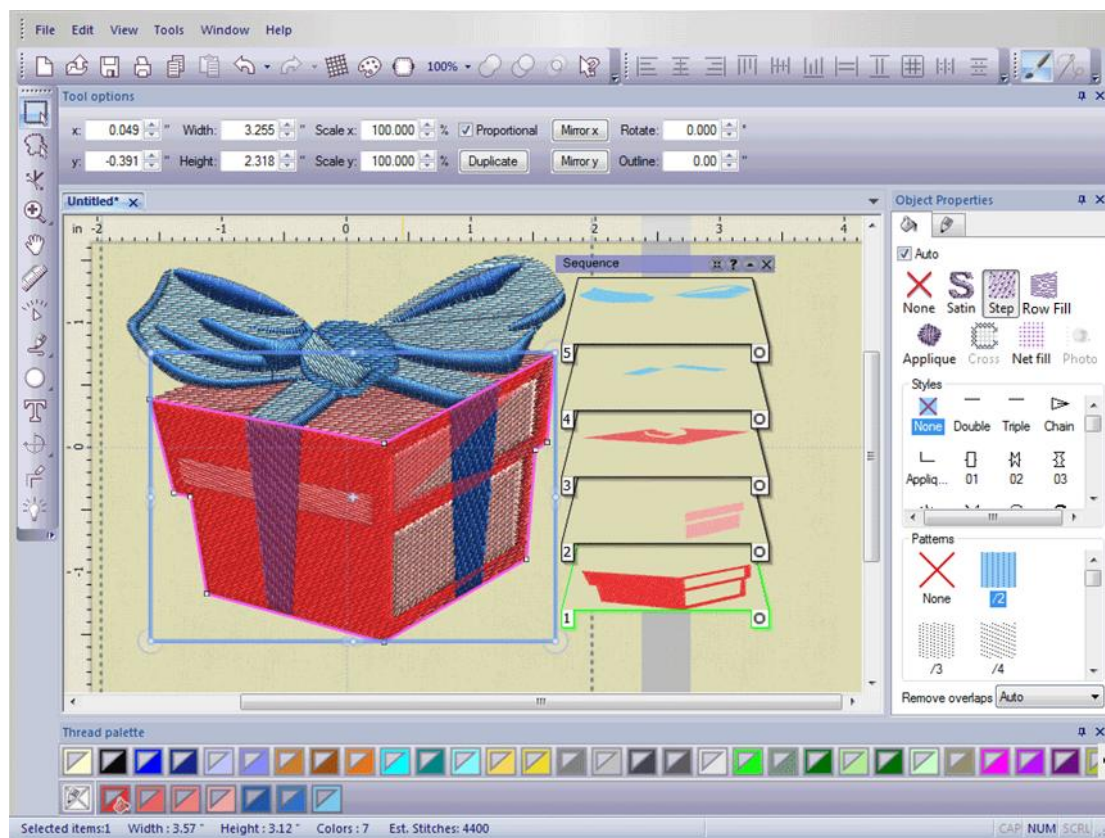 File Edit View Tools Window Help
100%
Tool options
x: 0.049 " Width: 3.255 " Scale x: 100.000 % Proportional Mirror x Rotate: 0.000 °
y: -0.391 " Height: 2.318 " Scale y: 100.000 % Duplicate Mirror y Outline: 0.00 "
Untitled*
in -2 -1 0 1 2 3 4
-1
0
-1
Sequence
5
4
3
2
1
Object Properties
Auto
None Satin Step Row Fill
Applique Cross Net fill Photo
Styles
None Double Triple Chain
Appliq... 01 02 03
Patterns
None /2
/3 /4
Remove overlaps Auto
Thread palette
Selected items:1 Width : 3.57 " Height : 3.12 " Colors : 7 Est. Stitches: 4400 CAP NUM SCRL